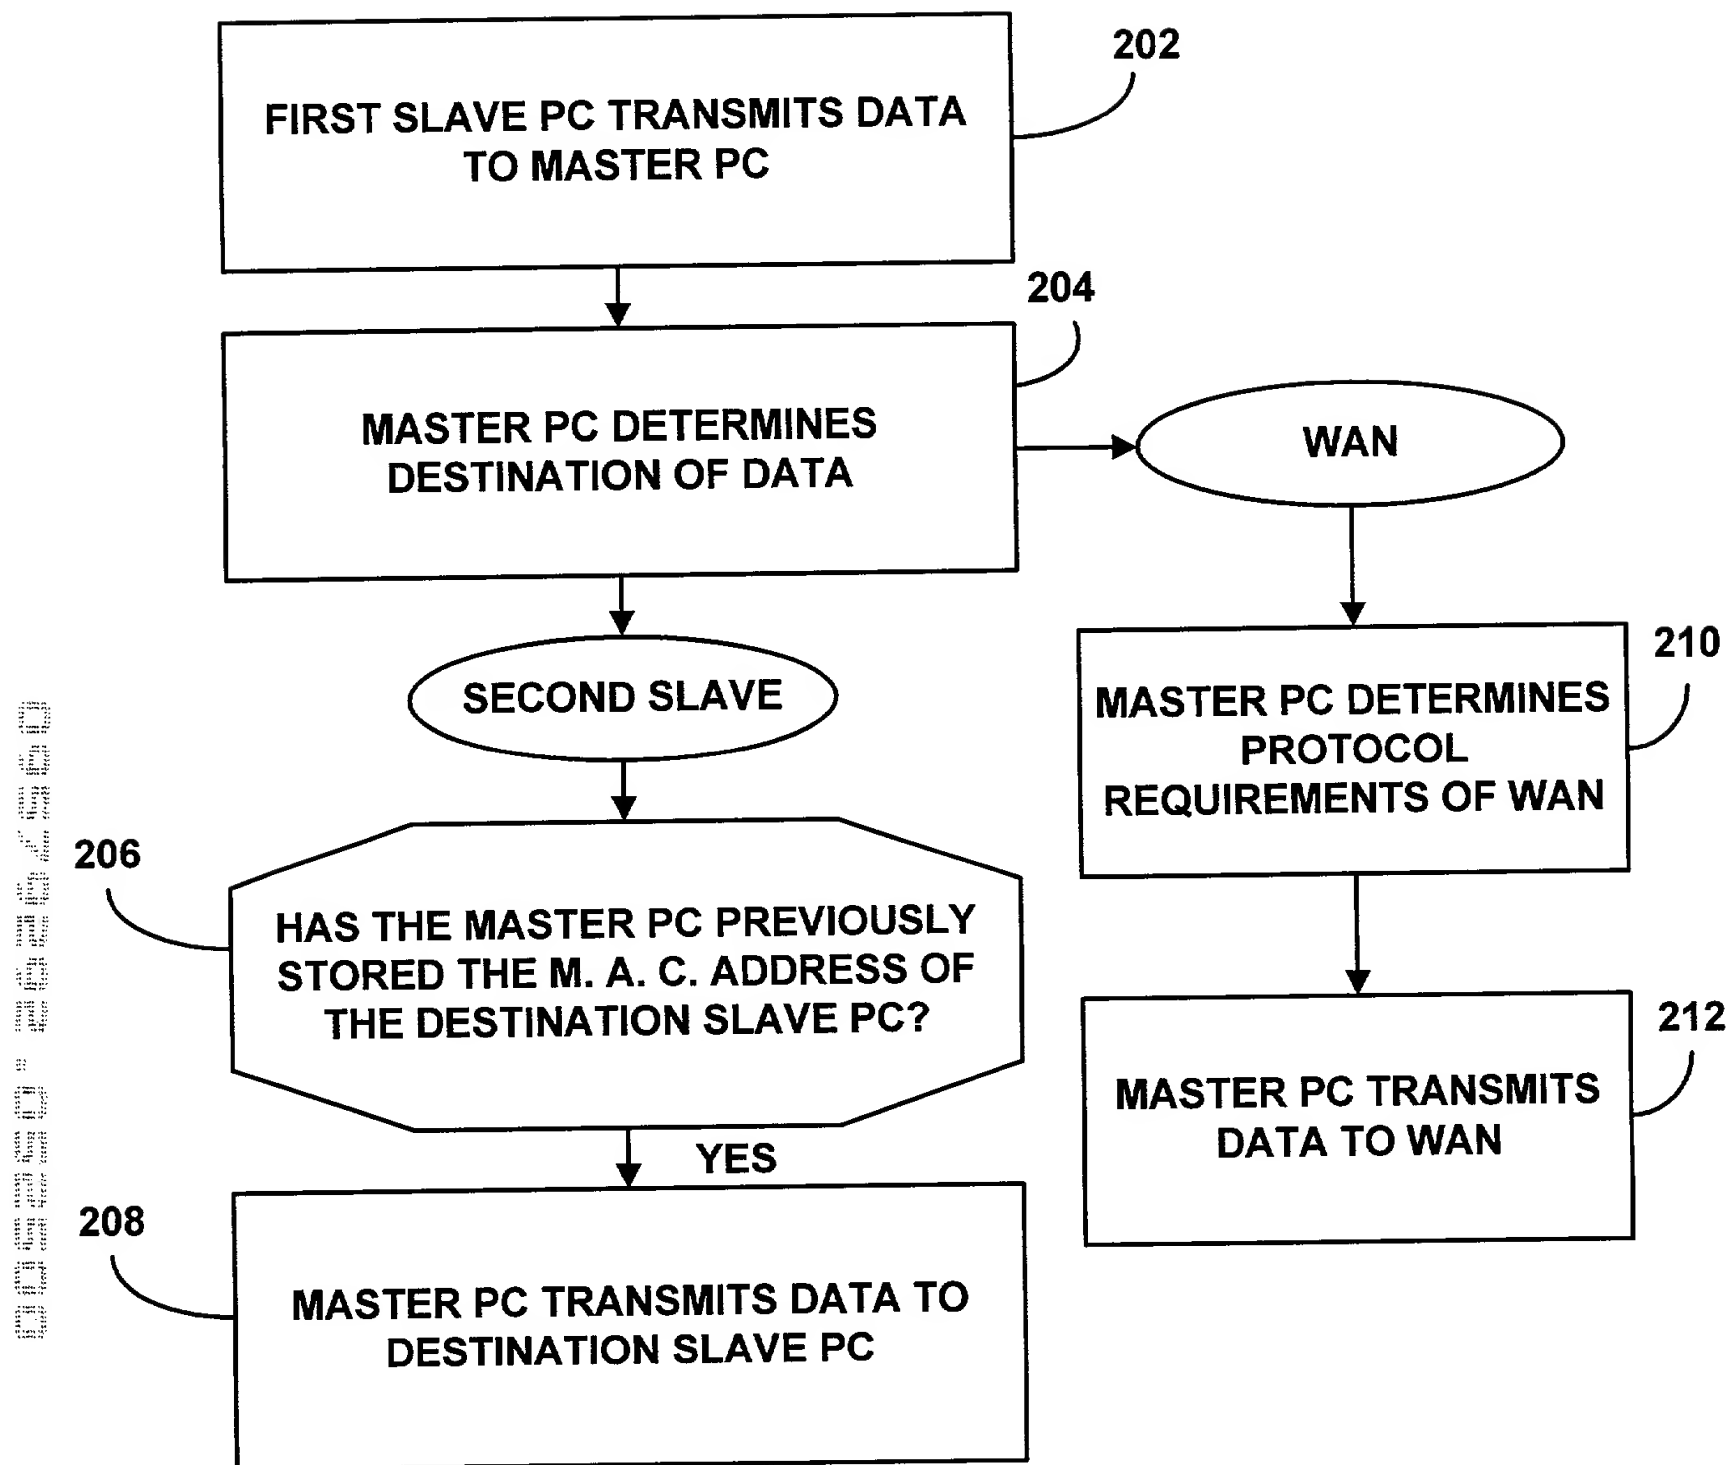 202
FIRST SLAVE PC TRANSMITS DATA
TO MASTER PC
204
MASTER PC DETERMINES
DESTINATION OF DATA
WAN
SECOND SLAVE
210
MASTER PC DETERMINES
PROTOCOL
REQUIREMENTS OF WAN
206
HAS THE MASTER PC PREVIOUSLY
STORED THE M. A. C. ADDRESS OF
THE DESTINATION SLAVE PC?
212
MASTER PC TRANSMITS
DATA TO WAN
YES
208
MASTER PC TRANSMITS DATA TO
DESTINATION SLAVE PC